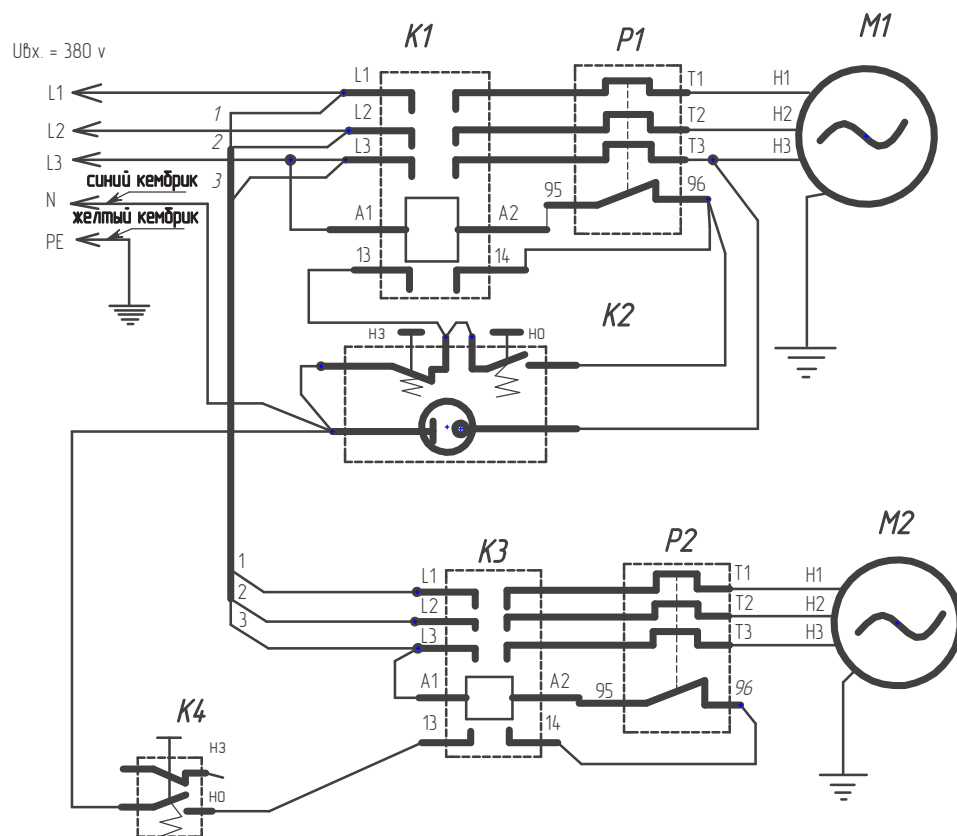 K1
P1
M1
Uвх. = 380 v
L1
L1
T1
H1
1
L2
L2
T2
H2
2
L3
L3
T3
H3
3
синий кембрик
N
95
96
желтый кембрик
A1
A2
PE
13
14
K2
НЗ
НО
M2
P2
K3
1
L1
T1
H1
2
L2
T2
H2
3
L3
T3
H3
A1
A2
95
96
K4
13
14
НЗ
НО